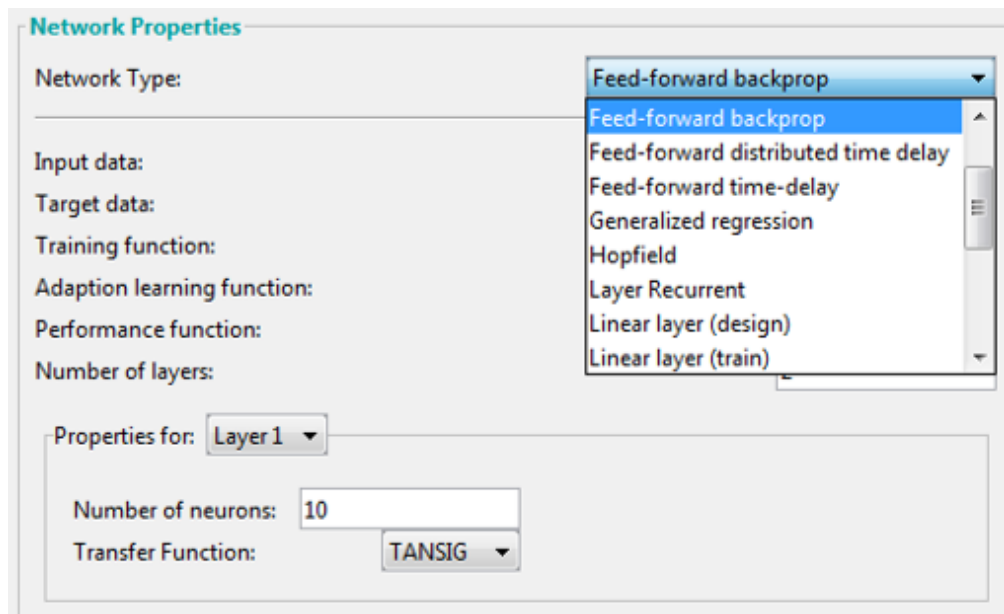 Network Properties
Network Type:
Feed-forward backprop
Feed-forward backprop
Feed-forward distributed time delay
Feed-forward time-delay
Generalized regression
Hopfield
Layer Recurrent
Linear layer (design)
Linear layer (train)
Input data:
Target data:
Training function:
Adaption learning function:
Performance function:
Number of layers:
Properties for: Layer 1
Number of neurons: 10
Transfer Function: TANSIG